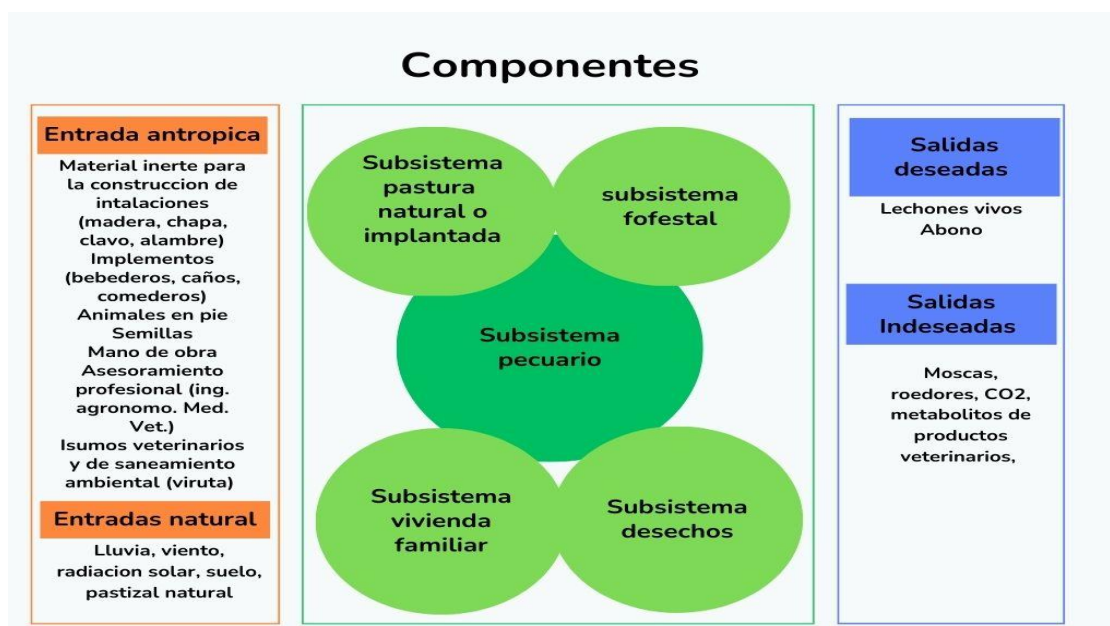 Componentes
Entrada antropica
Material inerte para
la construccion de
intalaciones
(madera, chapa,
clavo, alambre)
Implementos
(bebederos, caños,
comederos)
Animales en pie
Semillas
Mano de obra
Asesoramiento
profesional (ing.
agronomo. Med.
Vet.)
Isumos veterinarios
y de saneamiento
ambiental (viruta)
Entradas natural
Lluvia, viento,
radiacion solar, suelo,
pastizal natural
Subsistema
pastura
natural o
implantada
subsistema
fofestal
Subsistema
pecuario
Subsistema
vivienda
familiar
Subsistema
desechos
Salidas
deseadas
Lechones vivos
Abono
Salidas
Indeseadas
Moscas,
roedores, CO2,
metabolitos de
productos
veterinarios,